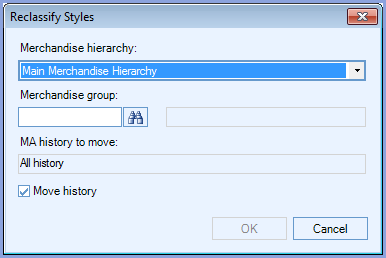 Reclassify Styles
Merchandise hierarchy:
Main Merchandise Hierarchy
Merchandise group:
MA history to move:
All history
Move history
OK Cancel